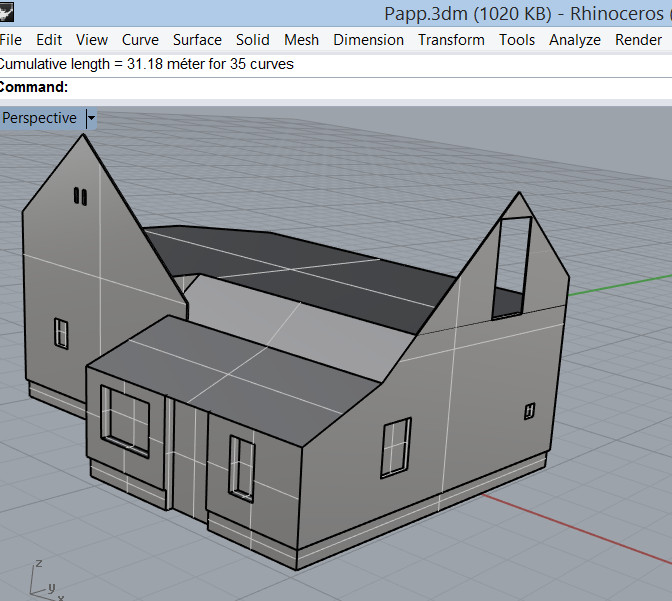 Papp.3dm (1020 KB) - Rhinoceros (
File Edit View Curve Surface Solid Mesh Dimension Transform Tools Analyze Render
Cumulative length = 31.18 méter for 35 curves
Command:
Perspective
z
y
x